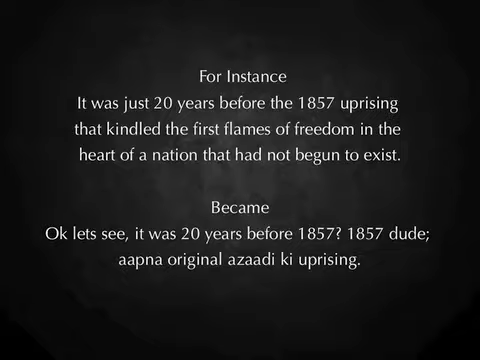 For Instance
It was just 20 years before the 1857 uprising
that kindled the first flames of freedom in the
heart of a nation that had not begun to exist.
Became
Ok lets see, it was 20 years before 1857? 1857 dude;
aapna original azaadi ki uprising.